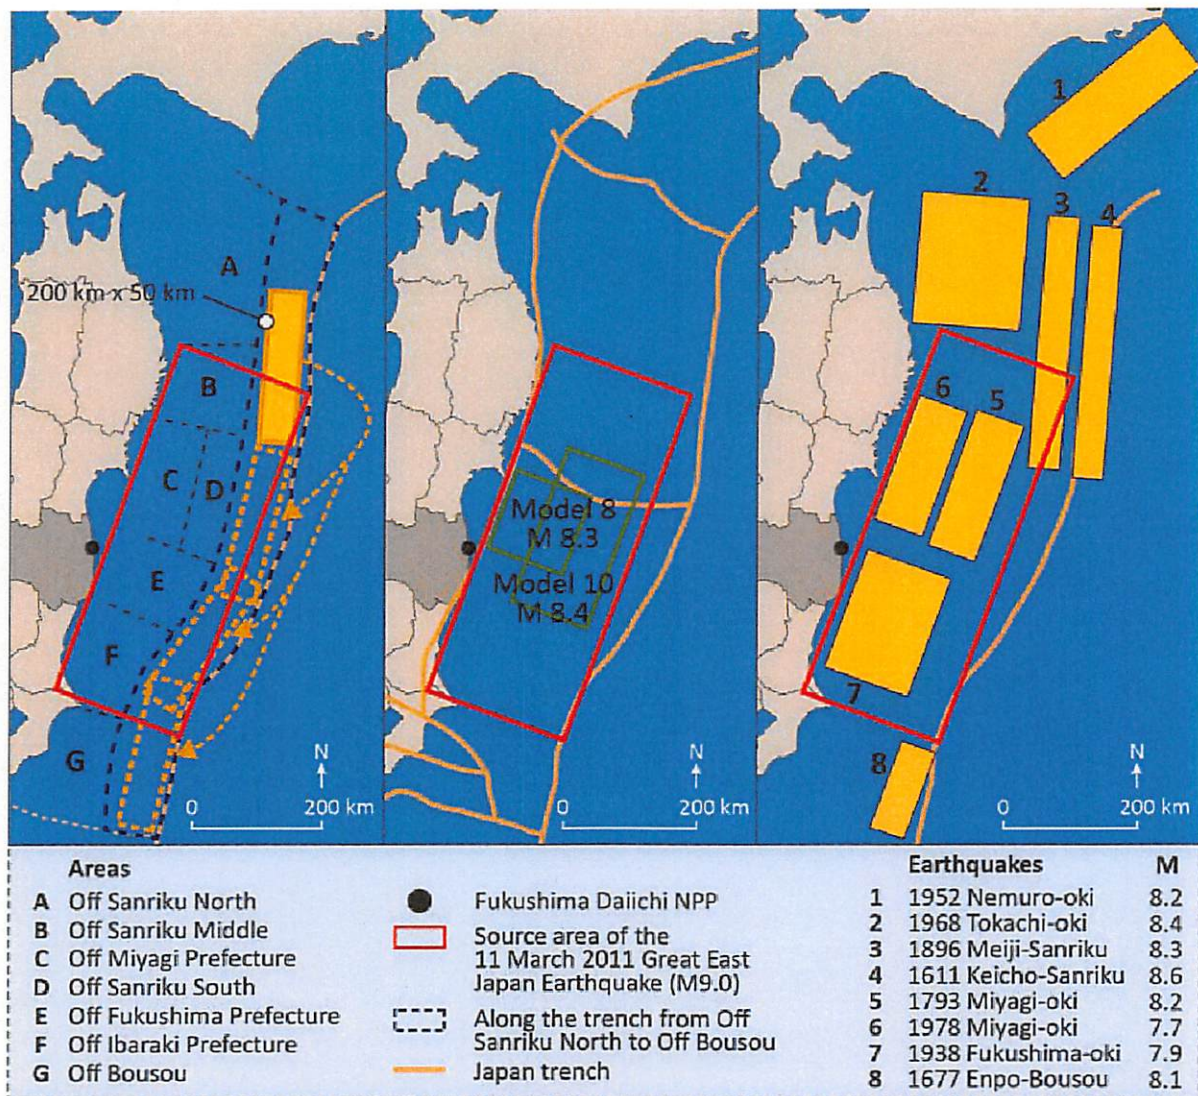 A
200 km x 50 km
B
C
D
E
F
G
N
0
200 km
Model 8
M 8.3
Model 10
M 8.4
N
0
200 km
1
2
3
4
6
5
7
8
N
0
200 km
Areas
A Off Sanriku North
B Off Sanriku Middle
C Off Miyagi Prefecture
D Off Sanriku South
E Off Fukushima Prefecture
F Off Ibaraki Prefecture
G Off Bousou
Fukushima Daiichi NPP
Source area of the
11 March 2011 Great East
Japan Earthquake (M9.0)
Along the trench from Off
Sanriku North to Off Bousou
Japan trench
Earthquakes M
1 1952 Nemuro-oki 8.2
2 1968 Tokachi-oki 8.4
3 1896 Meiji-Sanriku 8.3
4 1611 Keicho-Sanriku 8.6
5 1793 Miyagi-oki 8.2
6 1978 Miyagi-oki 7.7
7 1938 Fukushima-oki 7.9
8 1677 Enpo-Bousou 8.1